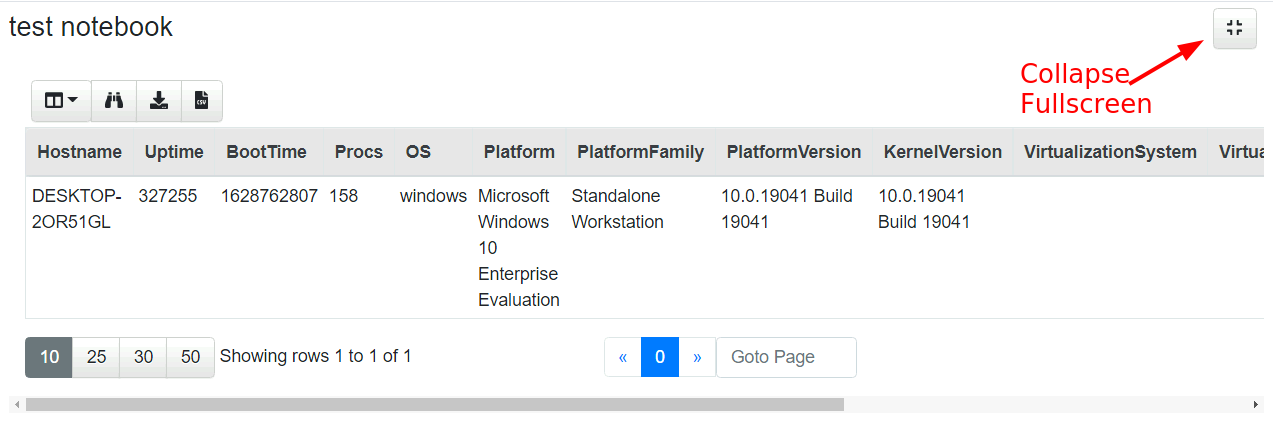 test notebook
Collapse
Fullscreen
CSV
Hostname Uptime BootTime Procs OS Platform PlatformFamily PlatformVersion KernelVersion VirtualizationSystem Virtua
DESKTOP- 327255 1628762807 158 windows Microsoft Standalone 10.0.19041 Build 10.0.19041
2OR51GL Windows Workstation 19041 Build 19041
10
Enterprise
Evaluation
10 25 30 50 Showing rows 1 to 1 of 1 « 0 » Goto Page